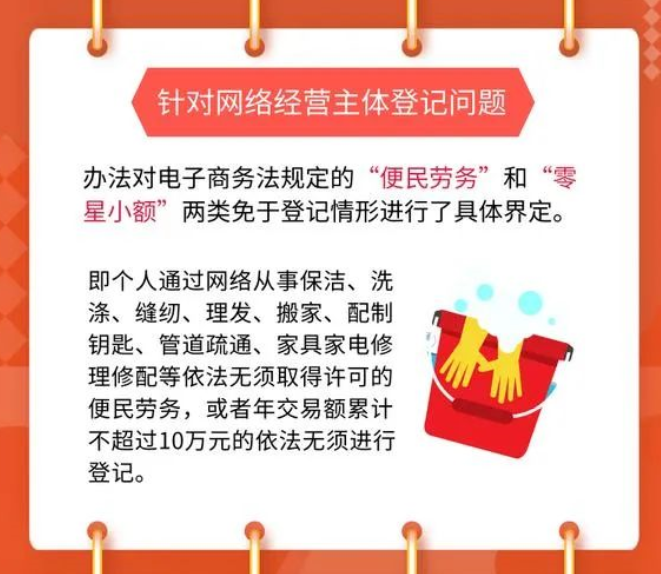 针对网络经营主体登记问题
办法对电子商务法规定的“便民劳务”和“零
星小额”两类免于登记情形进行了具体界定。
即个人通过网络从事保洁、洗
涤、缝纫、理发、搬家、配制
钥匙、管道疏通、家具家电修
理修配等依法无须取得许可的
便民劳务，或者年交易额累计
不超过10万元的依法无须进行
登记。